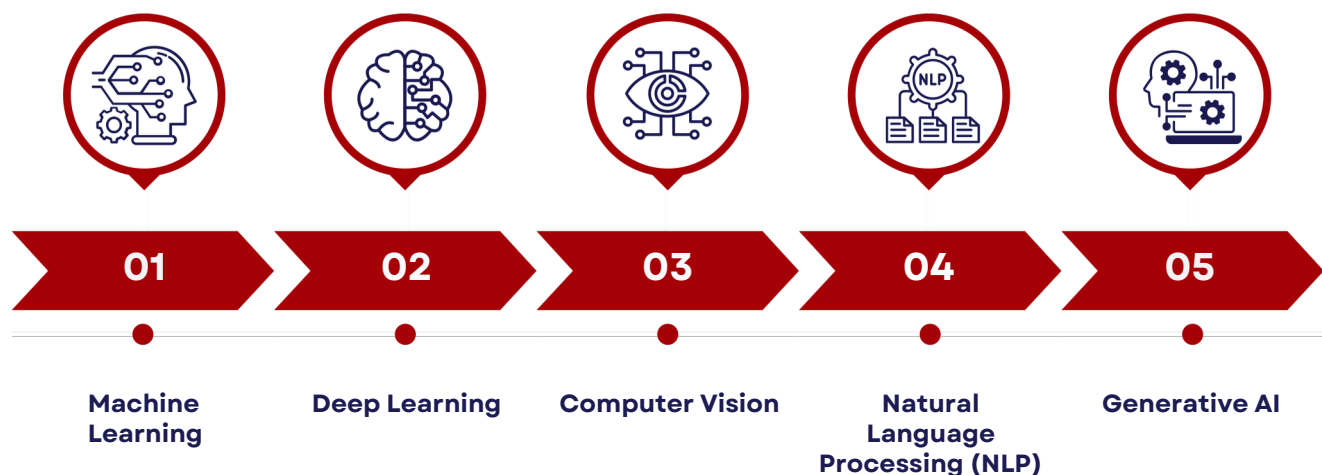 NLP
01
02
03
04
05
Machine
Learning
Deep Learning
Computer Vision
Natural
Language
Processing (NLP)
Generative AI